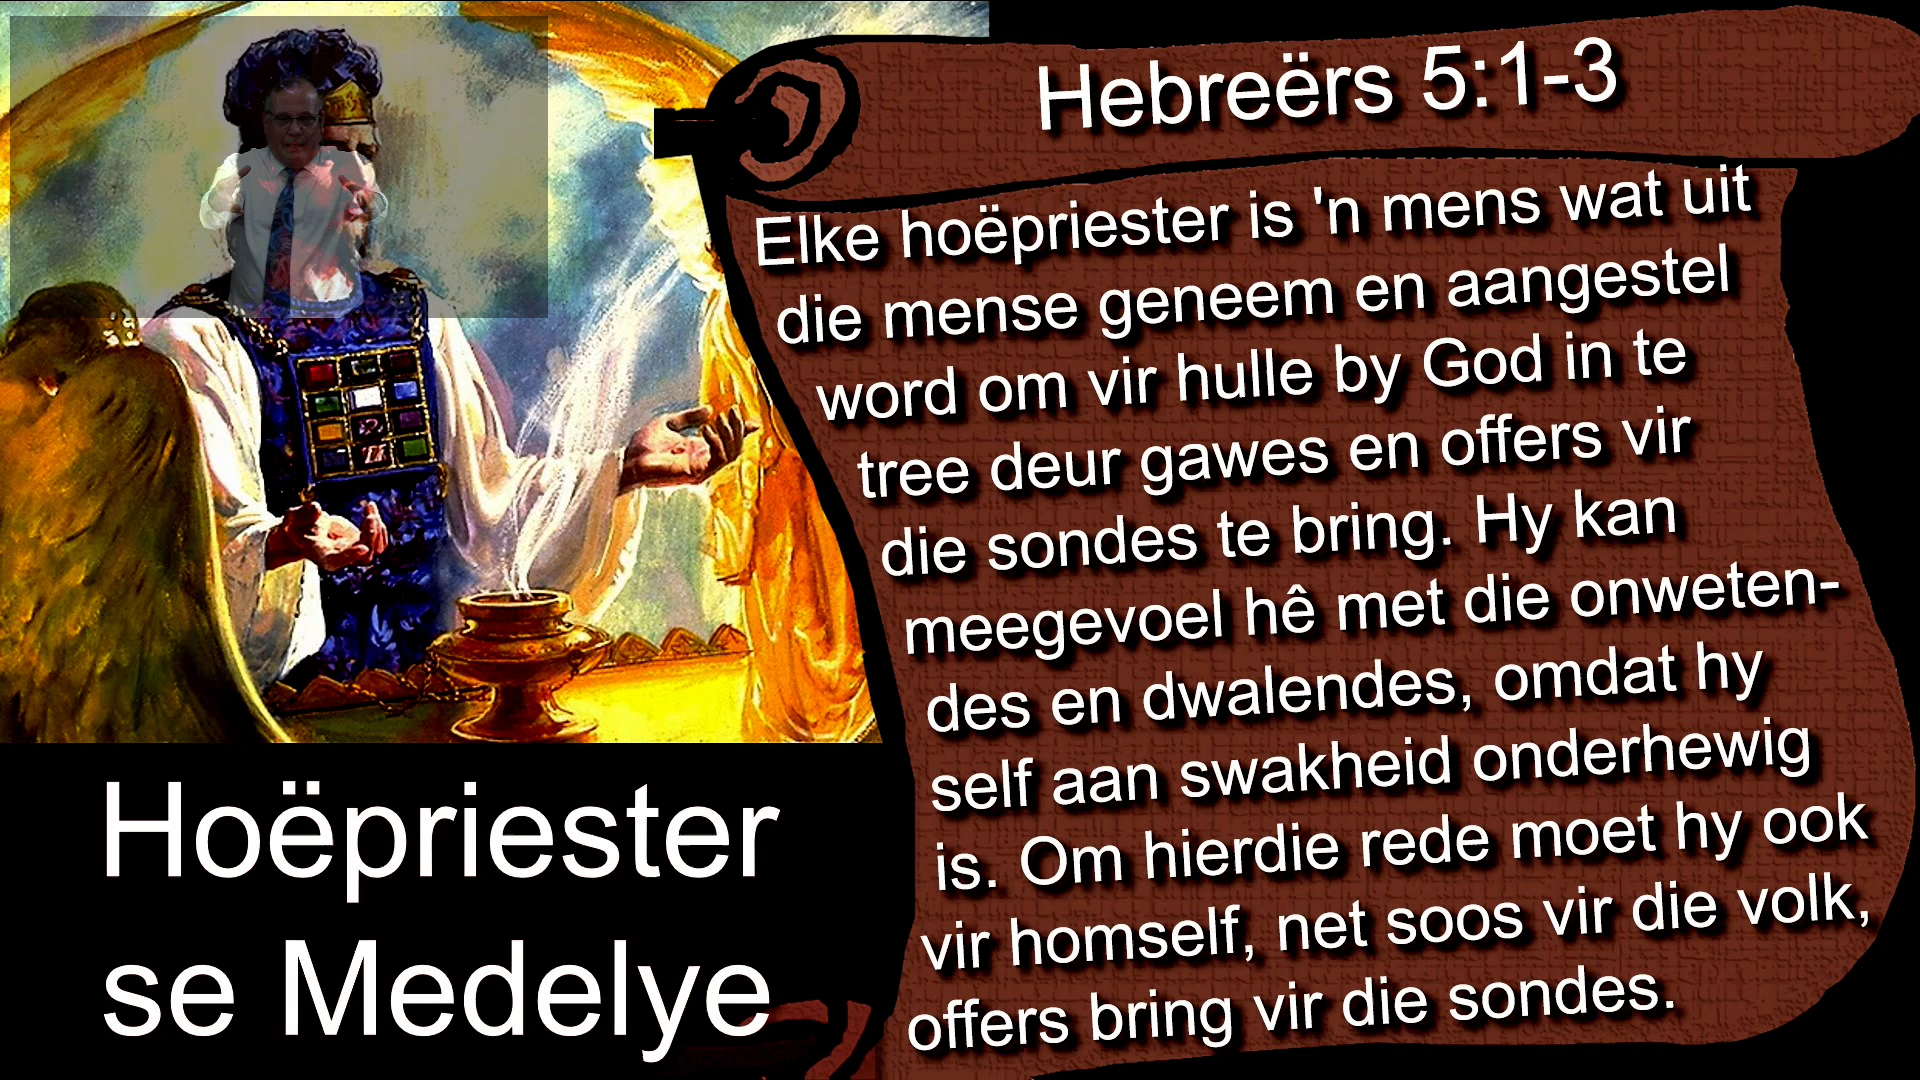 Hebreërs 5:1-3
Elke hoëpriester is 'n mens wat uit
die mense geneem en aangestel
word om vir hulle by God in te
tree deur gawes en offers vir
die sondes te bring. Hy kan
meegevoel hê met die onweten-
des en dwalendes, omdat hy
self aan swakheid onderhewig
is. Om hierdie rede moet hy ook
vir homself, net soos vir die volk,
offers bring vir die sondes.
Hoëpriester
se Medelye